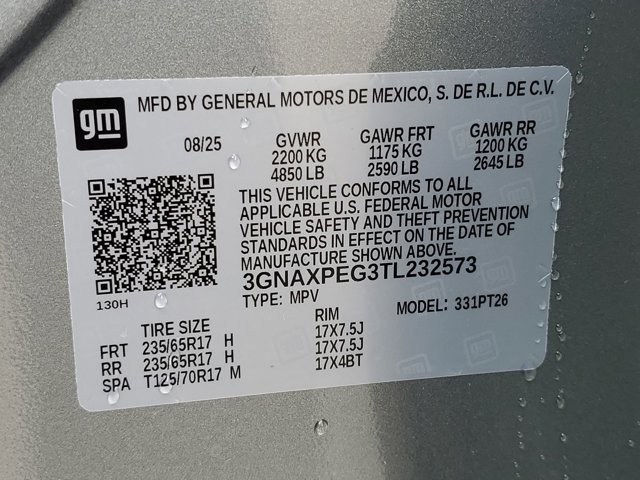 gm
MFD BY GENERAL MOTORS DE MEXICO, S. DE R.L. DE C.V.
08/25 GVWR GAWR FRT GAWR RR
2200 KG 1175 KG 1200 KG
4850 LB 2590 LB 2645 LB
THIS VEHICLE CONFORMS TO ALL
APPLICABLE U.S. FEDERAL MOTOR
VEHICLE SAFETY AND THEFT PREVENTION
STANDARDS IN EFFECT ON THE DATE OF
MANUFACTURE SHOWN ABOVE.
3GNAXPEG3TL232573
130H
TYPE: MPV MODEL: 331PT26
TIRE SIZE RIM
FRT 235/65R17 H 17X7.5J
RR 235/65R17 H 17X7.5J
SPA T125/70R17 M 17X4BT